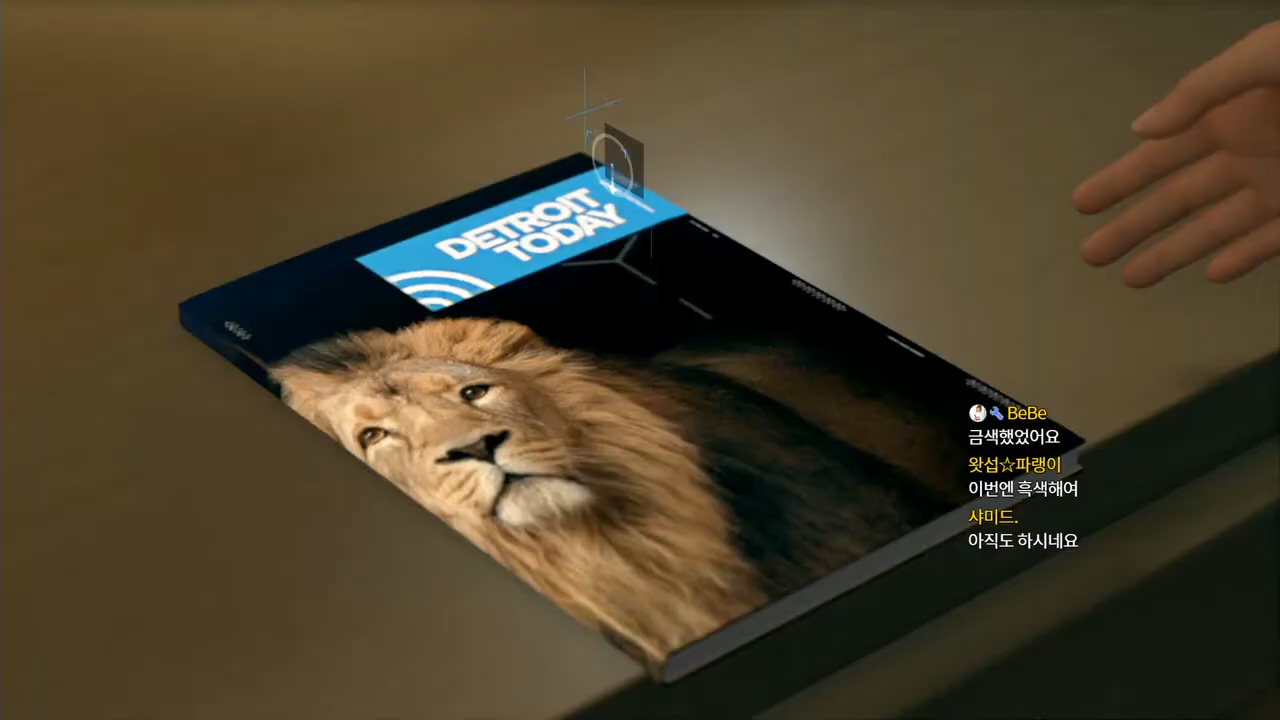 DETROIT
TODAY
BeBe
금색했었어요
왓섭☆파랭이
이번엔 흑색해여
샤미드.
아직도 하시네요